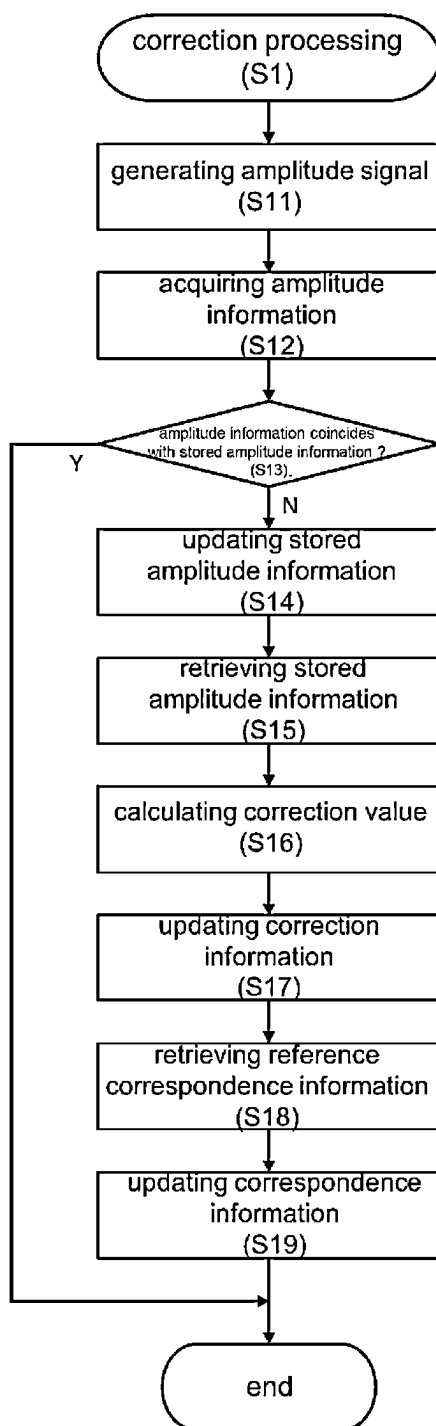 correction processing
(S1)
generating amplitude signal
(S11)
acquiring amplitude
information
(S12)
amplitude information coincides
with stored amplitude information ?
(S13).
Y
N
updating stored
amplitude information
(S14)
retrieving stored
amplitude information
(S15)
calculating correction value
(S16)
updating correction
information
(S17)
retrieving reference
correspondence information
(S18)
updating correspondence
information
(S19)
end